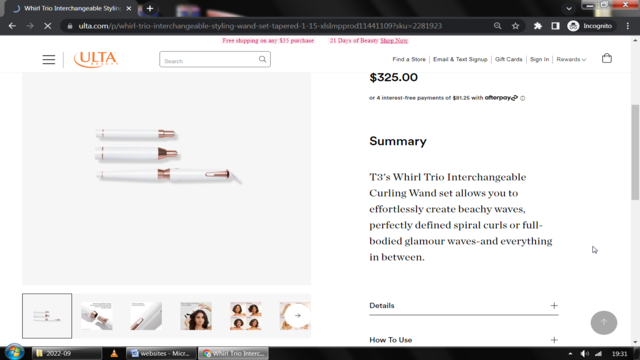 Whirl Trio Interchangeable Stylin
ulta.com/p/whirl-trio-interchangeable-styling-wand-set-tapered-1-15-xlsImpprod11441109?sku=2281923
Incognito
Free shipping on any $35 purchase
21 Days of Beauty Shop Now
ULTA
BEAUTY
Search
Find a Store
Email & Text Signup
Gift Cards
Sign In
Rewards
$325.00
or 4 interest-free payments of $81.25 with afterpay
Summary
T3's Whirl Trio Interchangeable
Curling Wand set allows you to
effortlessly create beachy waves,
perfectly defined spiral curls or full-
bodied glamour waves-and everything
in between.
Details
How To Use
2022-09
websites - Micr...
Whirl Trio Interc...
19:31